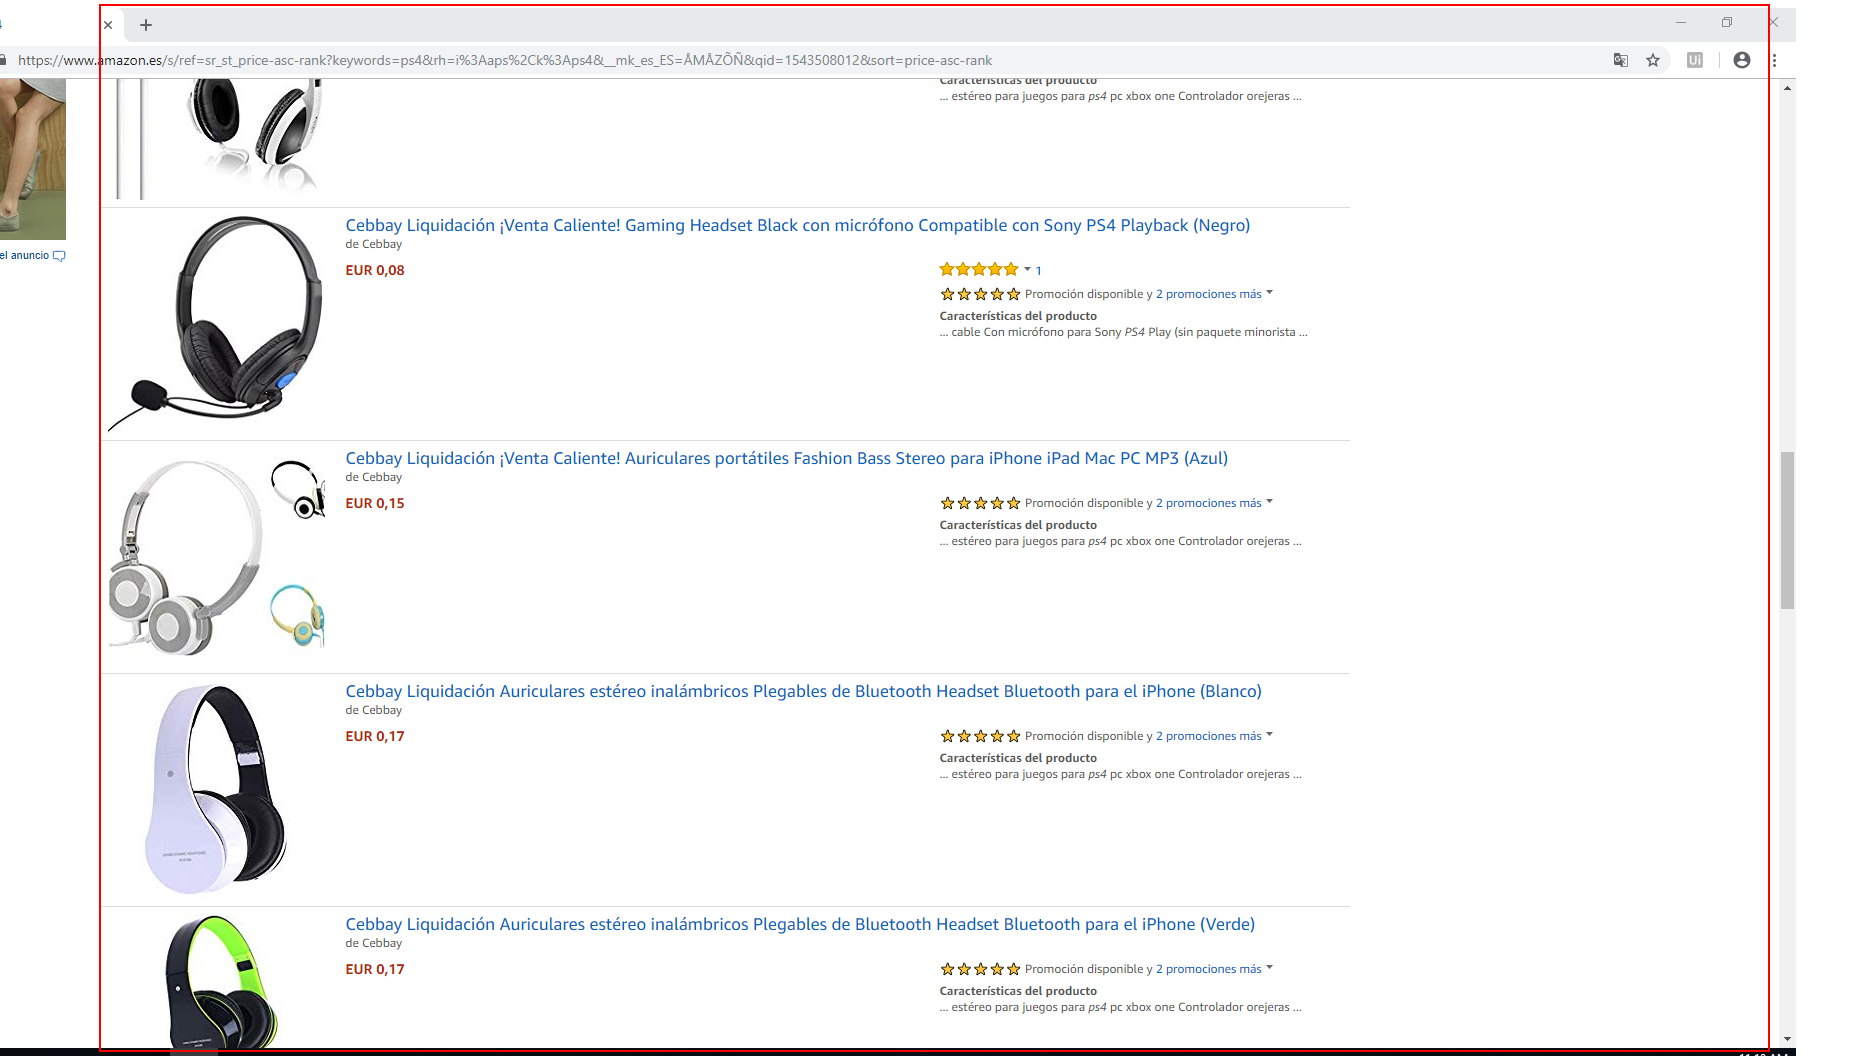 https://www.amazon.es/s/ref=sr_st_price-asc-rank?keywords=ps4&rh=i%3Aaps%2Ck%3Aps4&__mk_es_ES=ÅMÅZÕÑ&qid=1543508012&sort=price-asc-rank
Ui
Características del producto
... estéreo para juegos para ps4 pc xbox one Controlador orejeras ...
el anuncio
Cebbay Liquidación ¡Venta Caliente! Gaming Headset Black con micrófono Compatible con Sony PS4 Playback (Negro)
de Cebbay
EUR 0,08
1
Promoción disponible y 2 promociones más
Características del producto
... cable Con micrófono para Sony PS4 Play (sin paquete minorista ...
Cebbay Liquidación ¡Venta Caliente! Auriculares portátiles Fashion Bass Stereo para iPhone iPad Mac PC MP3 (Azul)
de Cebbay
EUR 0,15
Promoción disponible y 2 promociones más
Características del producto
... estéreo para juegos para ps4 pc xbox one Controlador orejeras ...
Cebbay Liquidación Auriculares estéreo inalámbricos Plegables de Bluetooth Headset Bluetooth para el iPhone (Blanco)
de Cebbay
EUR 0,17
Promoción disponible y 2 promociones más
Características del producto
... estéreo para juegos para ps4 pc xbox one Controlador orejeras ...
Cebbay Liquidación Auriculares estéreo inalámbricos Plegables de Bluetooth Headset Bluetooth para el iPhone (Verde)
de Cebbay
EUR 0,17
Promoción disponible y 2 promociones más
Características del producto
... estéreo para juegos para ps4 pc xbox one Controlador orejeras ...